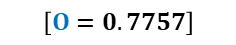 [O = 0.7757]